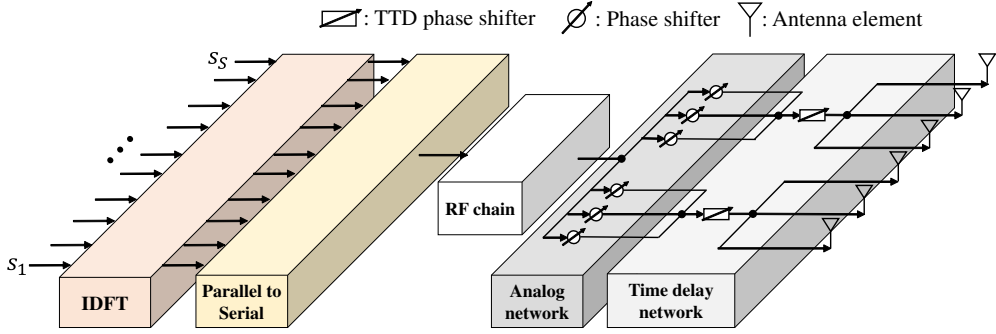 : TTD phase shifter : Phase shifter : Antenna element
S_S
S_1
IDFT
Parallel to
Serial
RF chain
Analog
network
Time delay
network